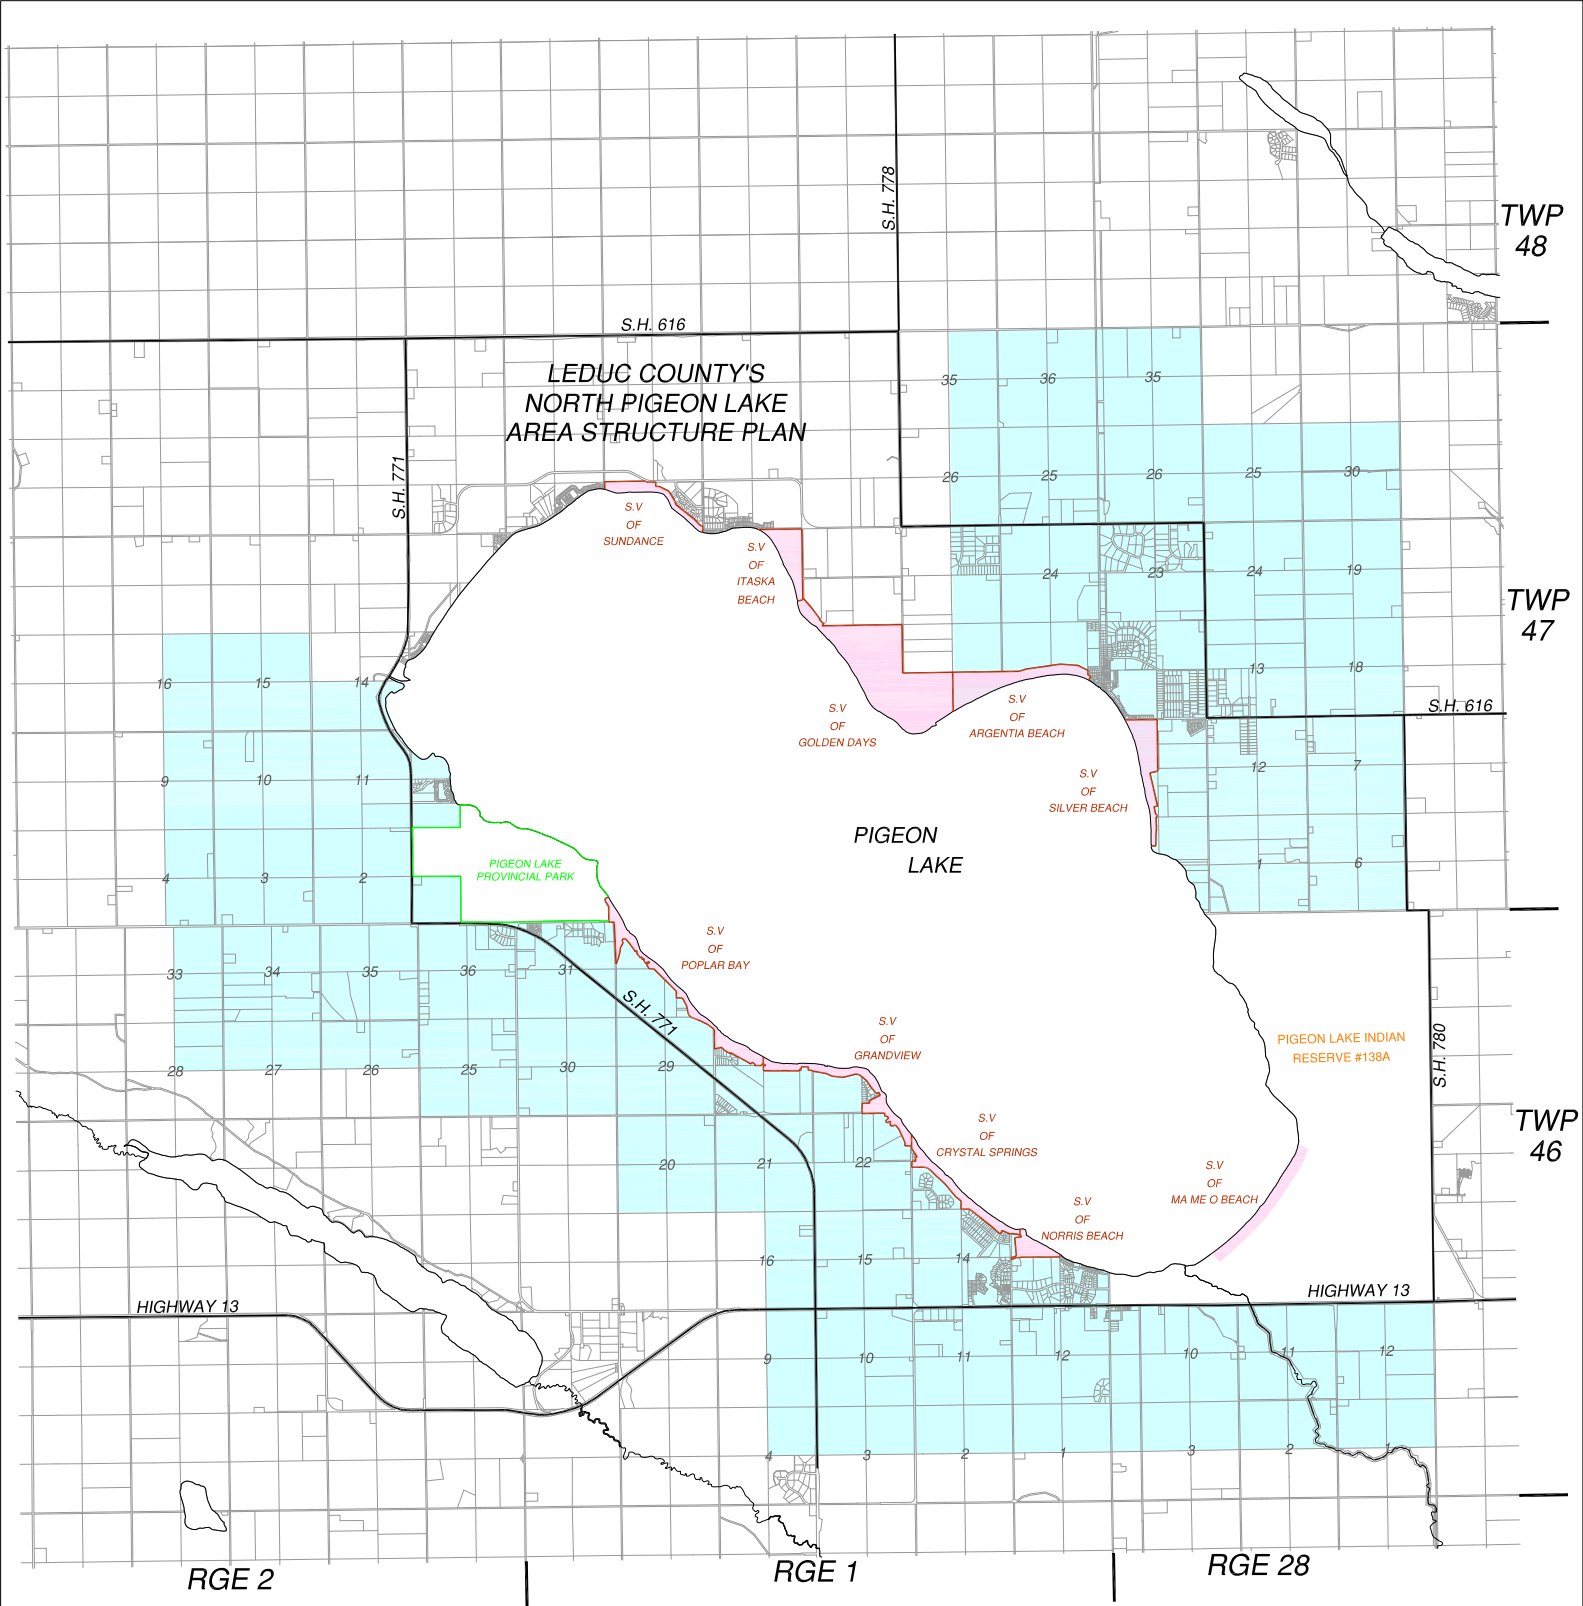 S.H. 778
TWP
48
S.H. 616
LEDUC COUNTY'S
NORTH PIGEON LAKE
AREA STRUCTURE PLAN
35
36
35
S.H. 771
26
25
26
25
30
S.V
OF
SUNDANCE
S.V
OF
ITASKA
BEACH
24
23
24
19
TWP
47
16
15
14
13
18
S.V
OF
GOLDEN DAYS
S.V
OF
ARGENTIA BEACH
S.H. 616
9
10
11
S.V
OF
SILVER BEACH
12
7
PIGEON
LAKE
PIGEON LAKE
PROVINCIAL PARK
4
3
2
1
6
S.V
OF
POPLAR BAY
33
34
35
36
31
S.H. 771
S.V
OF
GRANDVIEW
PIGEON LAKE INDIAN
RESERVE #138A
S.H. 780
28
27
26
25
30
29
S.V
OF
CRYSTAL SPRINGS
TWP
46
20
21
22
S.V
OF
MA ME O BEACH
S.V
OF
NORRIS BEACH
16
15
14
HIGHWAY 13
HIGHWAY 13
9
10
11
12
10
11
12
4
3
2
1
3
2
1
RGE 2
RGE 1
RGE 28